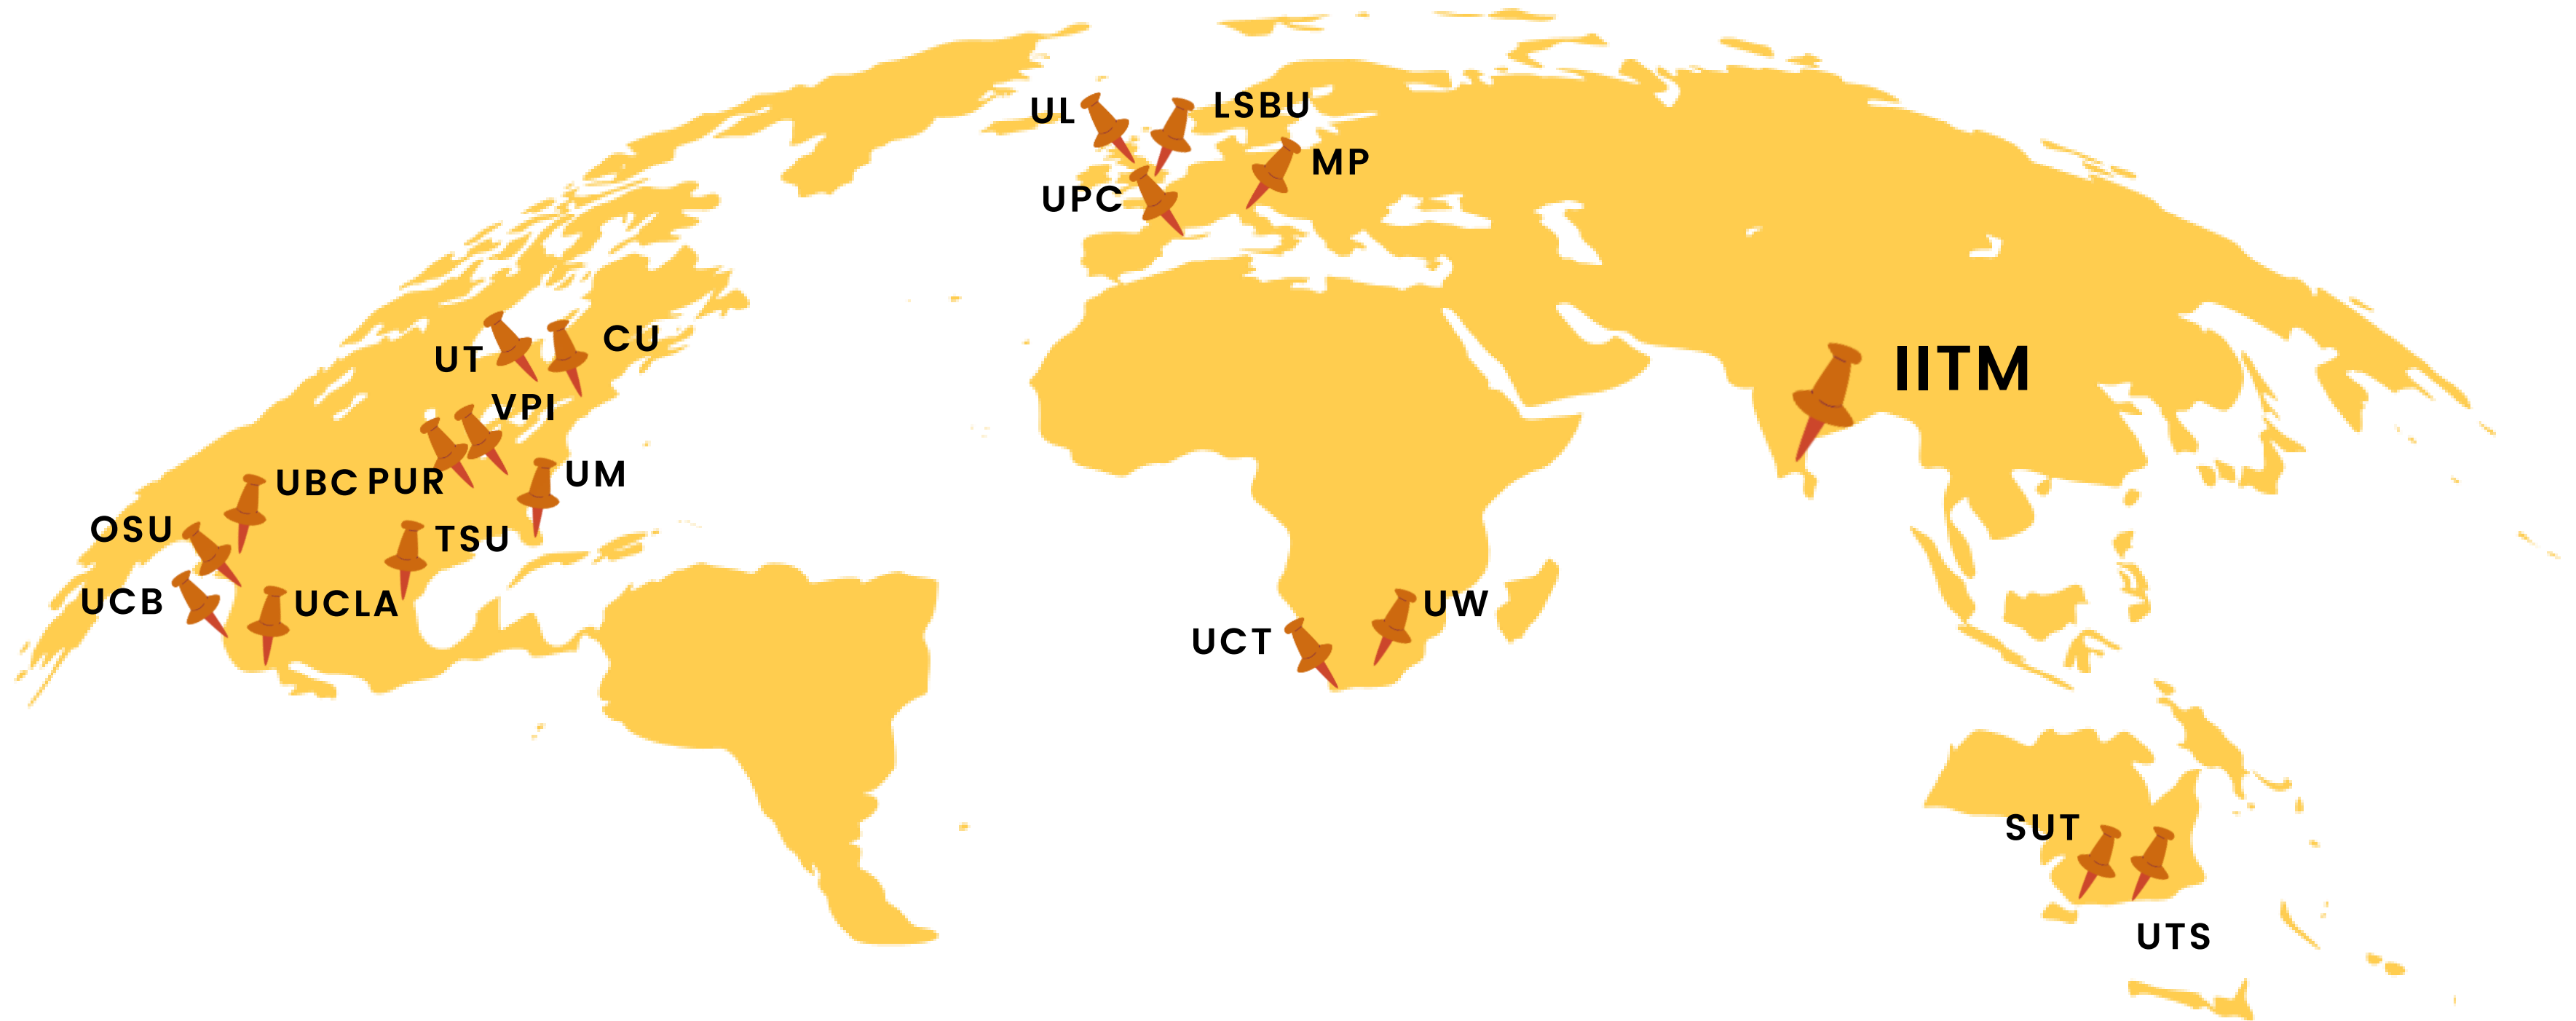 UL
LSBU
MP
UPC
CU
UT
IITM
VPI
UM
UBC
PUR
OSU
TSU
UCB
UCLA
UW
UCT
SUT
UTS